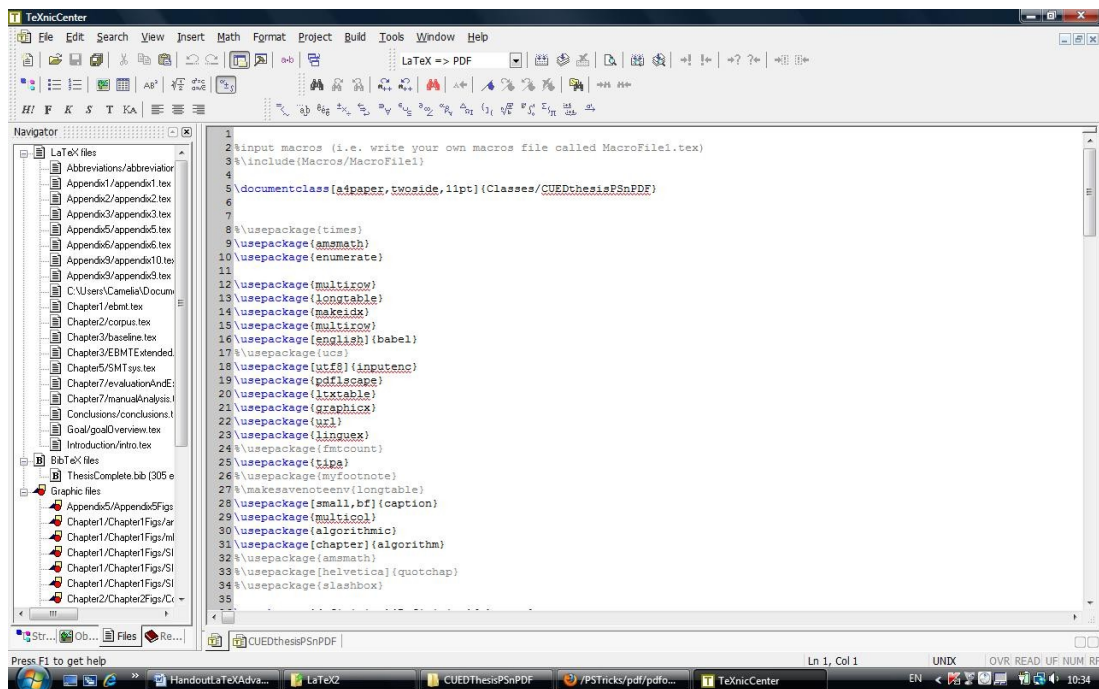 TeXnicCenter
File Edit Search View Insert Math Format Project Build Tools Window Help
LaTeX => PDF
Navigator
LaTeX files
Abbreviations/abbreviation
Appendix1/appendix1.tex
Appendix2/appendix2.tex
Appendix3/appendix3.tex
Appendix5/appendix5.tex
Appendix6/appendix6.tex
Appendix9/appendix10.tex
Appendix9/appendix9.tex
C:\Users\Camelia\Docum
Chapter1/ebmt.tex
Chapter2/corpus.tex
Chapter3/baseline.tex
Chapter3/EBMTExtended.
Chapter5/SMTsys.tex
Chapter7/evaluationAndE
Chapter7/manualAnalysis.
Conclusions/conclusions.t
Goal/goalOverview.tex
Introduction/intro.tex
BibTeX files
ThesisComplete.bib (305 e
Graphic files
Appendix5/Appendix5Figs
Chapter1/Chapter1Figs/ar
Chapter1/Chapter1Figs/ml
Chapter1/Chapter1Figs/Sl
Chapter1/Chapter1Figs/Sl
Chapter1/Chapter1Figs/Sl
Chapter2/Chapter2Figs/Cc
Str... Ob... Files Re...
1
2 %input macros (i.e. write your own macros file called MacroFile1.tex)
3 %\include{Macros/MacroFile1}
4
5 \documentclass[a4paper,twoside,11pt]{Classes/CUEDthesisPSnPDF}
6
7
8 %\usepackage{times}
9 \usepackage{amsmath}
10 \usepackage{enumerate}
11
12 \usepackage{multirow}
13 \usepackage{longtable}
14 \usepackage{makeidx}
15 \usepackage{multirow}
16 \usepackage[english]{babel}
17 %\usepackage{ucs}
18 \usepackage[utf8]{inputenc}
19 \usepackage{pdflscape}
20 \usepackage{ltxtable}
21 \usepackage{graphicx}
22 \usepackage{url}
23 \usepackage{linguex}
24 %\usepackage{fmtcount}
25 \usepackage{tipa}
26 %\usepackage{myfootnote}
27 %\makesavenoteenv{longtable}
28 \usepackage[small,bf]{caption}
29 \usepackage{multicol}
30 \usepackage{algorithmic}
31 \usepackage[chapter]{algorithm}
32 %\usepackage{amsmath}
33 %\usepackage[helvetica]{quotchap}
34 %\usepackage{slashbox}
35
CUEDthesisPSnPDF
Press F1 to get help Ln 1, Col 1 UNIX OVR READ UF NUM RF
HandoutLaTeXAdva... LaTeX2 CUEDThesisPSnPDF /PSTricks/pdf/pdfo... TeXnicCenter EN 10:34